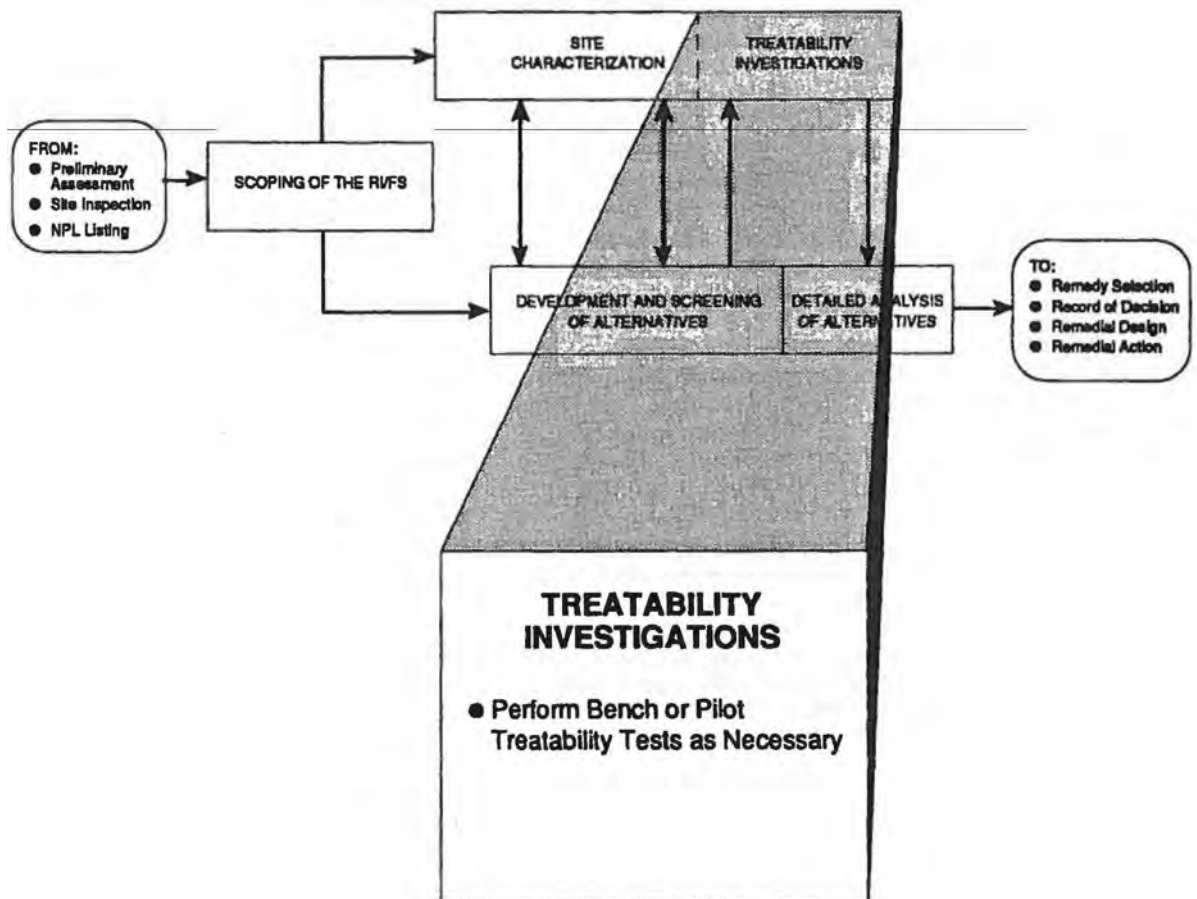 SITE
CHARACTERIZATION
TREATABILITY
INVESTIGATIONS
FROM:
● Preliminary
Assessment
● Site Inspection
● NPL Listing
SCOPING OF THE RI/FS
DEVELOPMENT AND SCREENING
OF ALTERNATIVES
DETAILED ANALYSIS
OF ALTERNATIVES
TO:
● Remedy Selection
● Record of Decision
● Remedial Design
● Remedial Action
TREATABILITY
INVESTIGATIONS
● Perform Bench or Pilot
Treatability Tests as Necessary